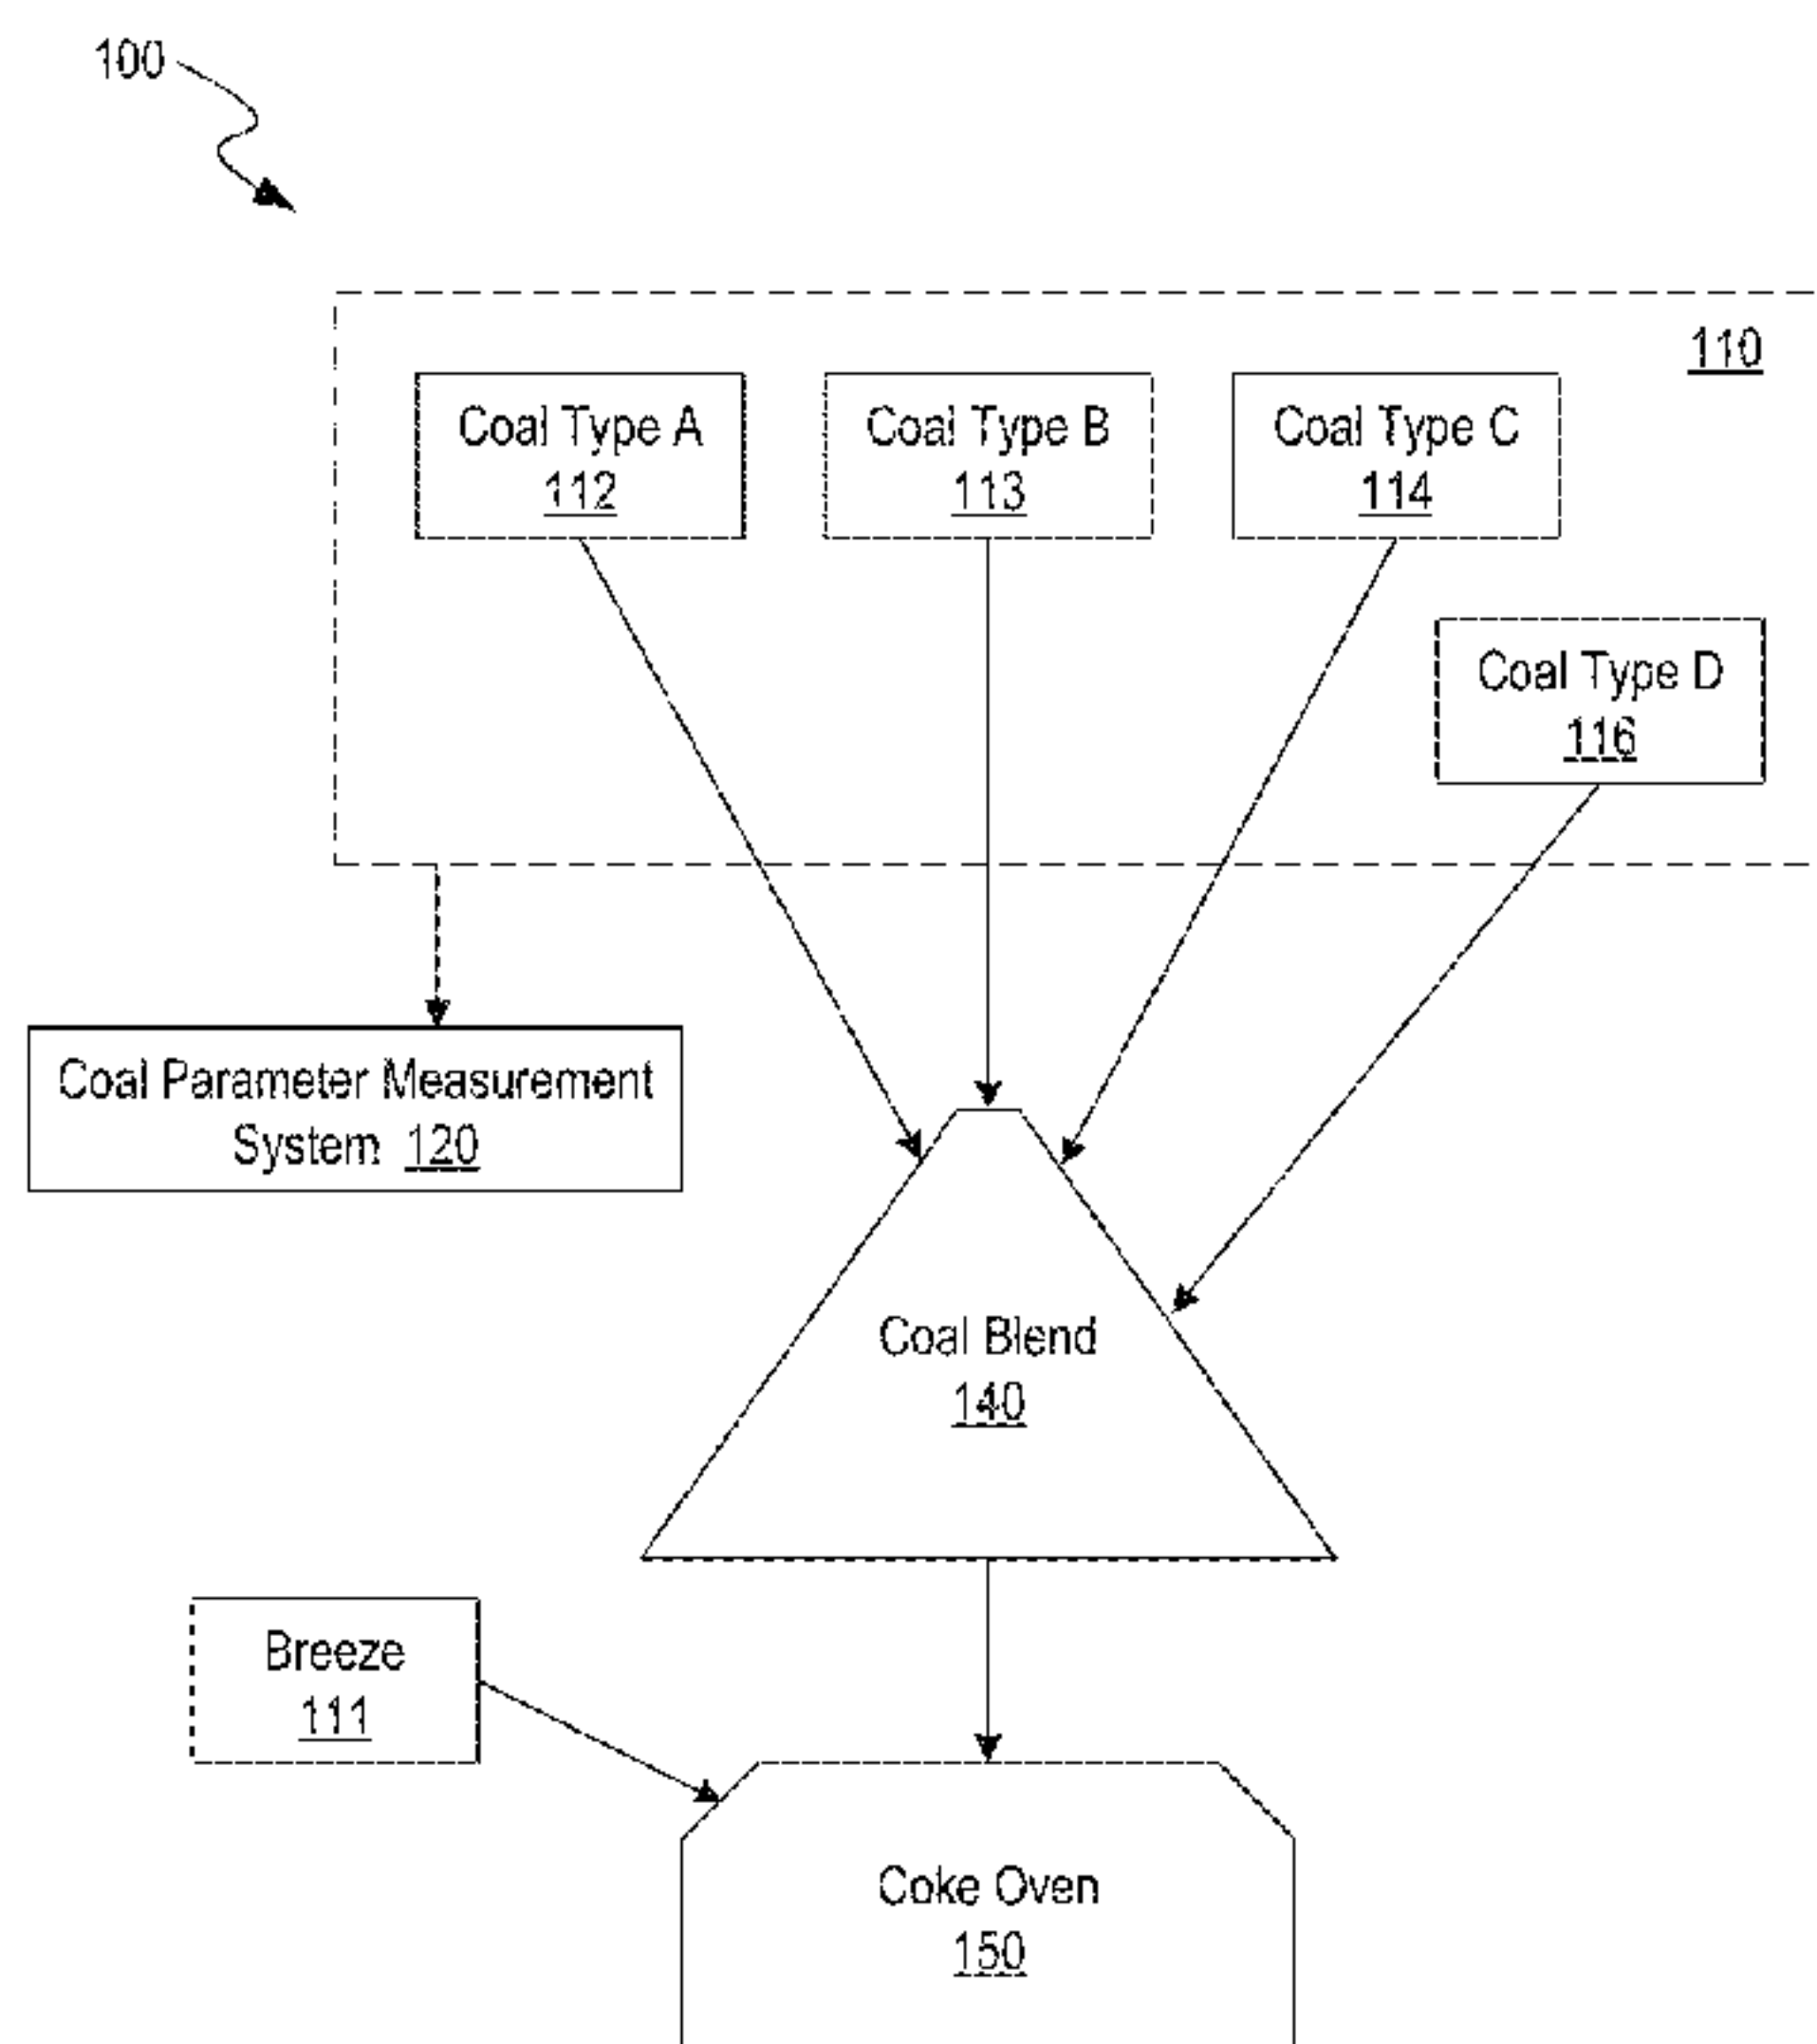 100
110
Coal Type A
112
Coal Type B
113
Coal Type C
114
Coal Type D
116
Coal Parameter Measurement
System 120
Coal Blend
140
Breeze
111
Coke Oven
150